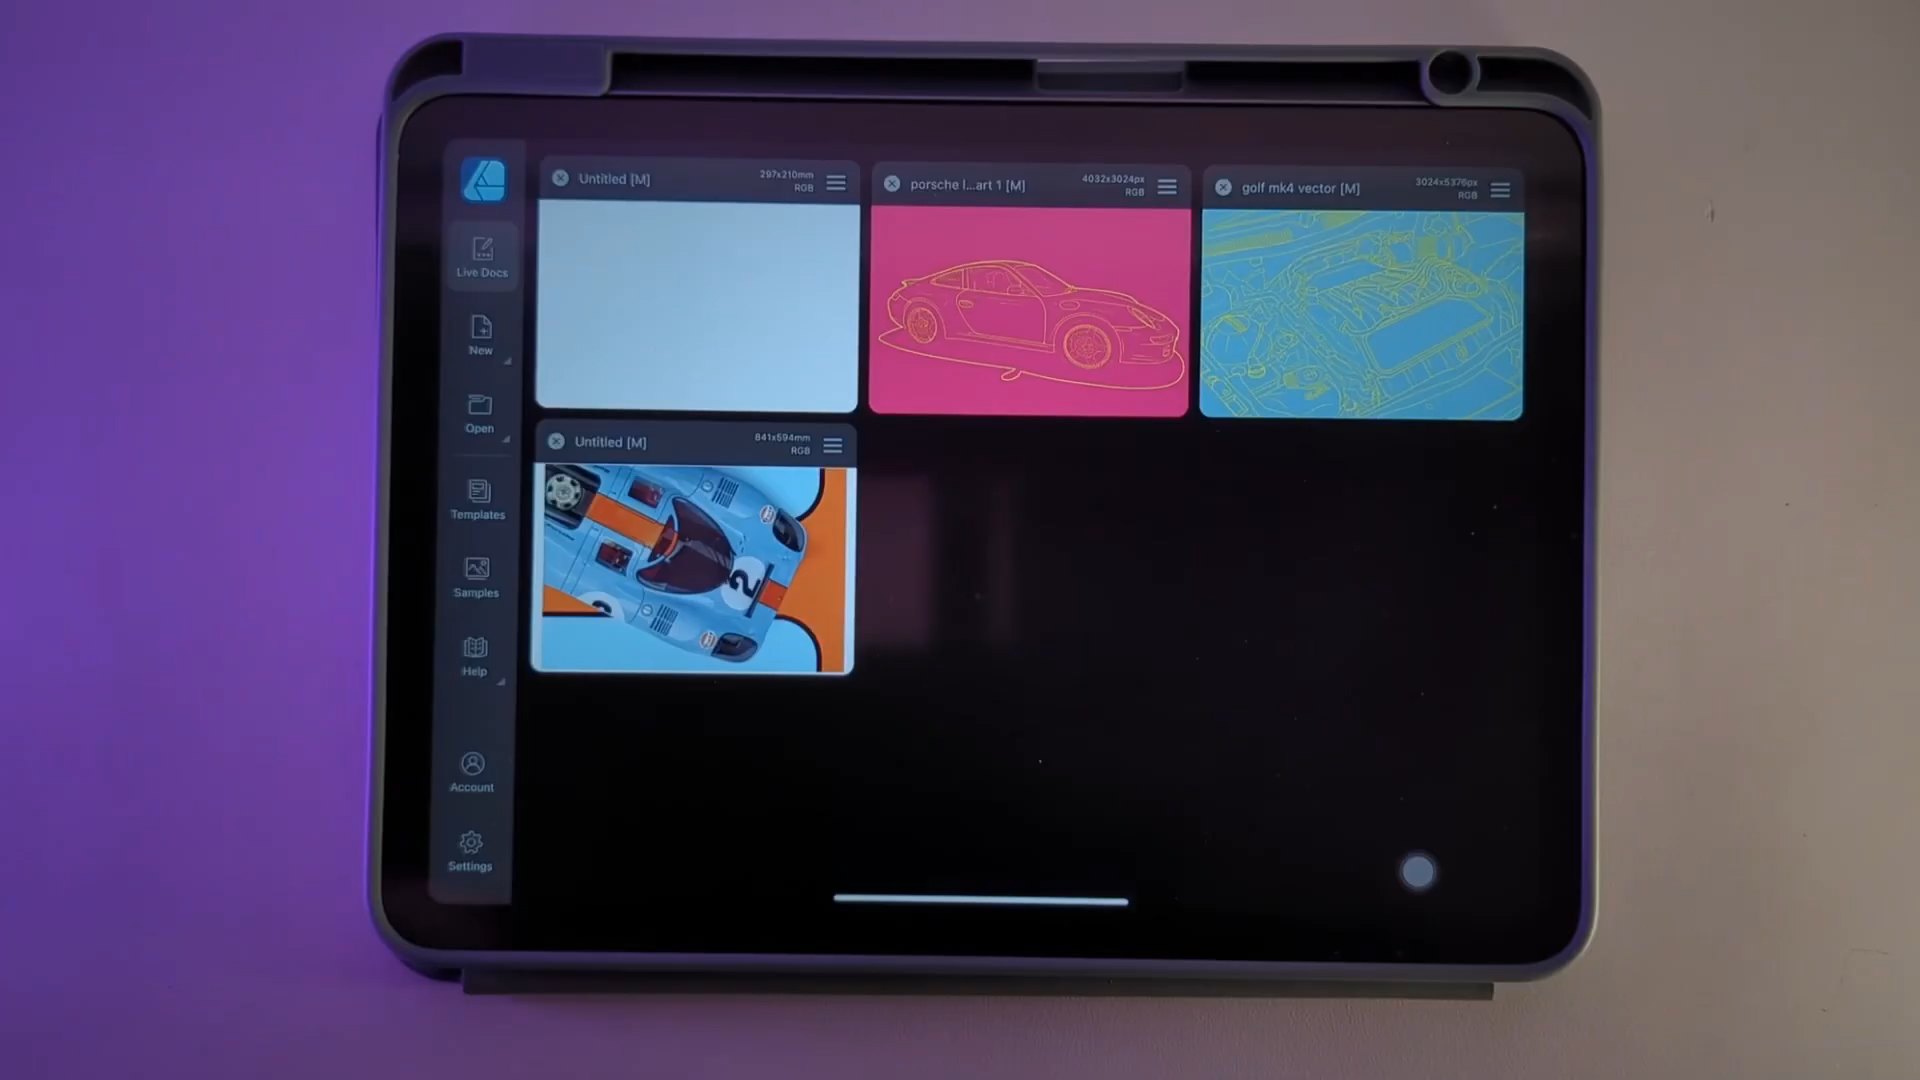 Live Docs
New
Open
Templates
Samples
Help
Account
Settings
Untitled [M]
297x210mm
RGB
porsche l...art 1 [M]
4032x3024px
RGB
golf mk4 vector [M]
3024x5376px
RGB
Untitled [M]
841x594mm
RGB
2